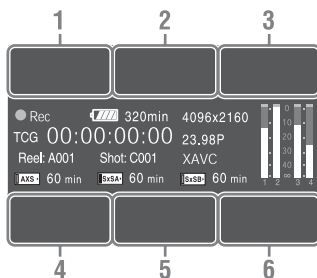 1 2 3
Rec 320min 4096x2160
TCG 00:00:00:00 23.98P
Reel: A001 Shot: C001 XAVC
AXS 60 min SxSA 60 min SxSB 60 min
0
10
20
30
40
∞
1 2 3 4
4 5 6